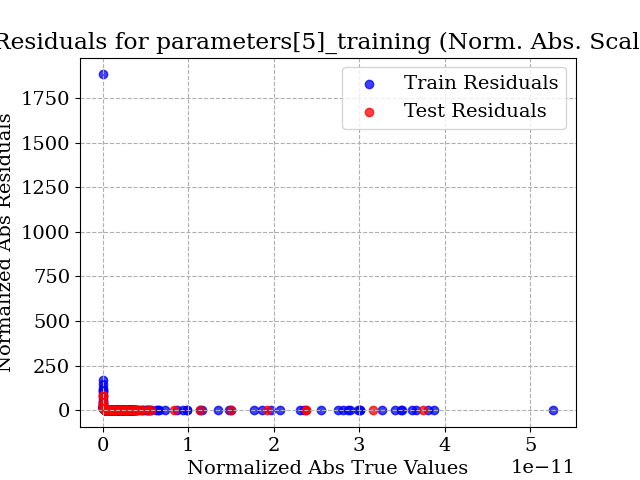 Residuals for parameters[5]_training (Norm. Abs. Scal
Train Residuals
Test Residuals
Normalized Abs Residuals
1750
1500
1250
1000
750
500
250
0
0 1 2 3 4 5
1e−11
Normalized Abs True Values